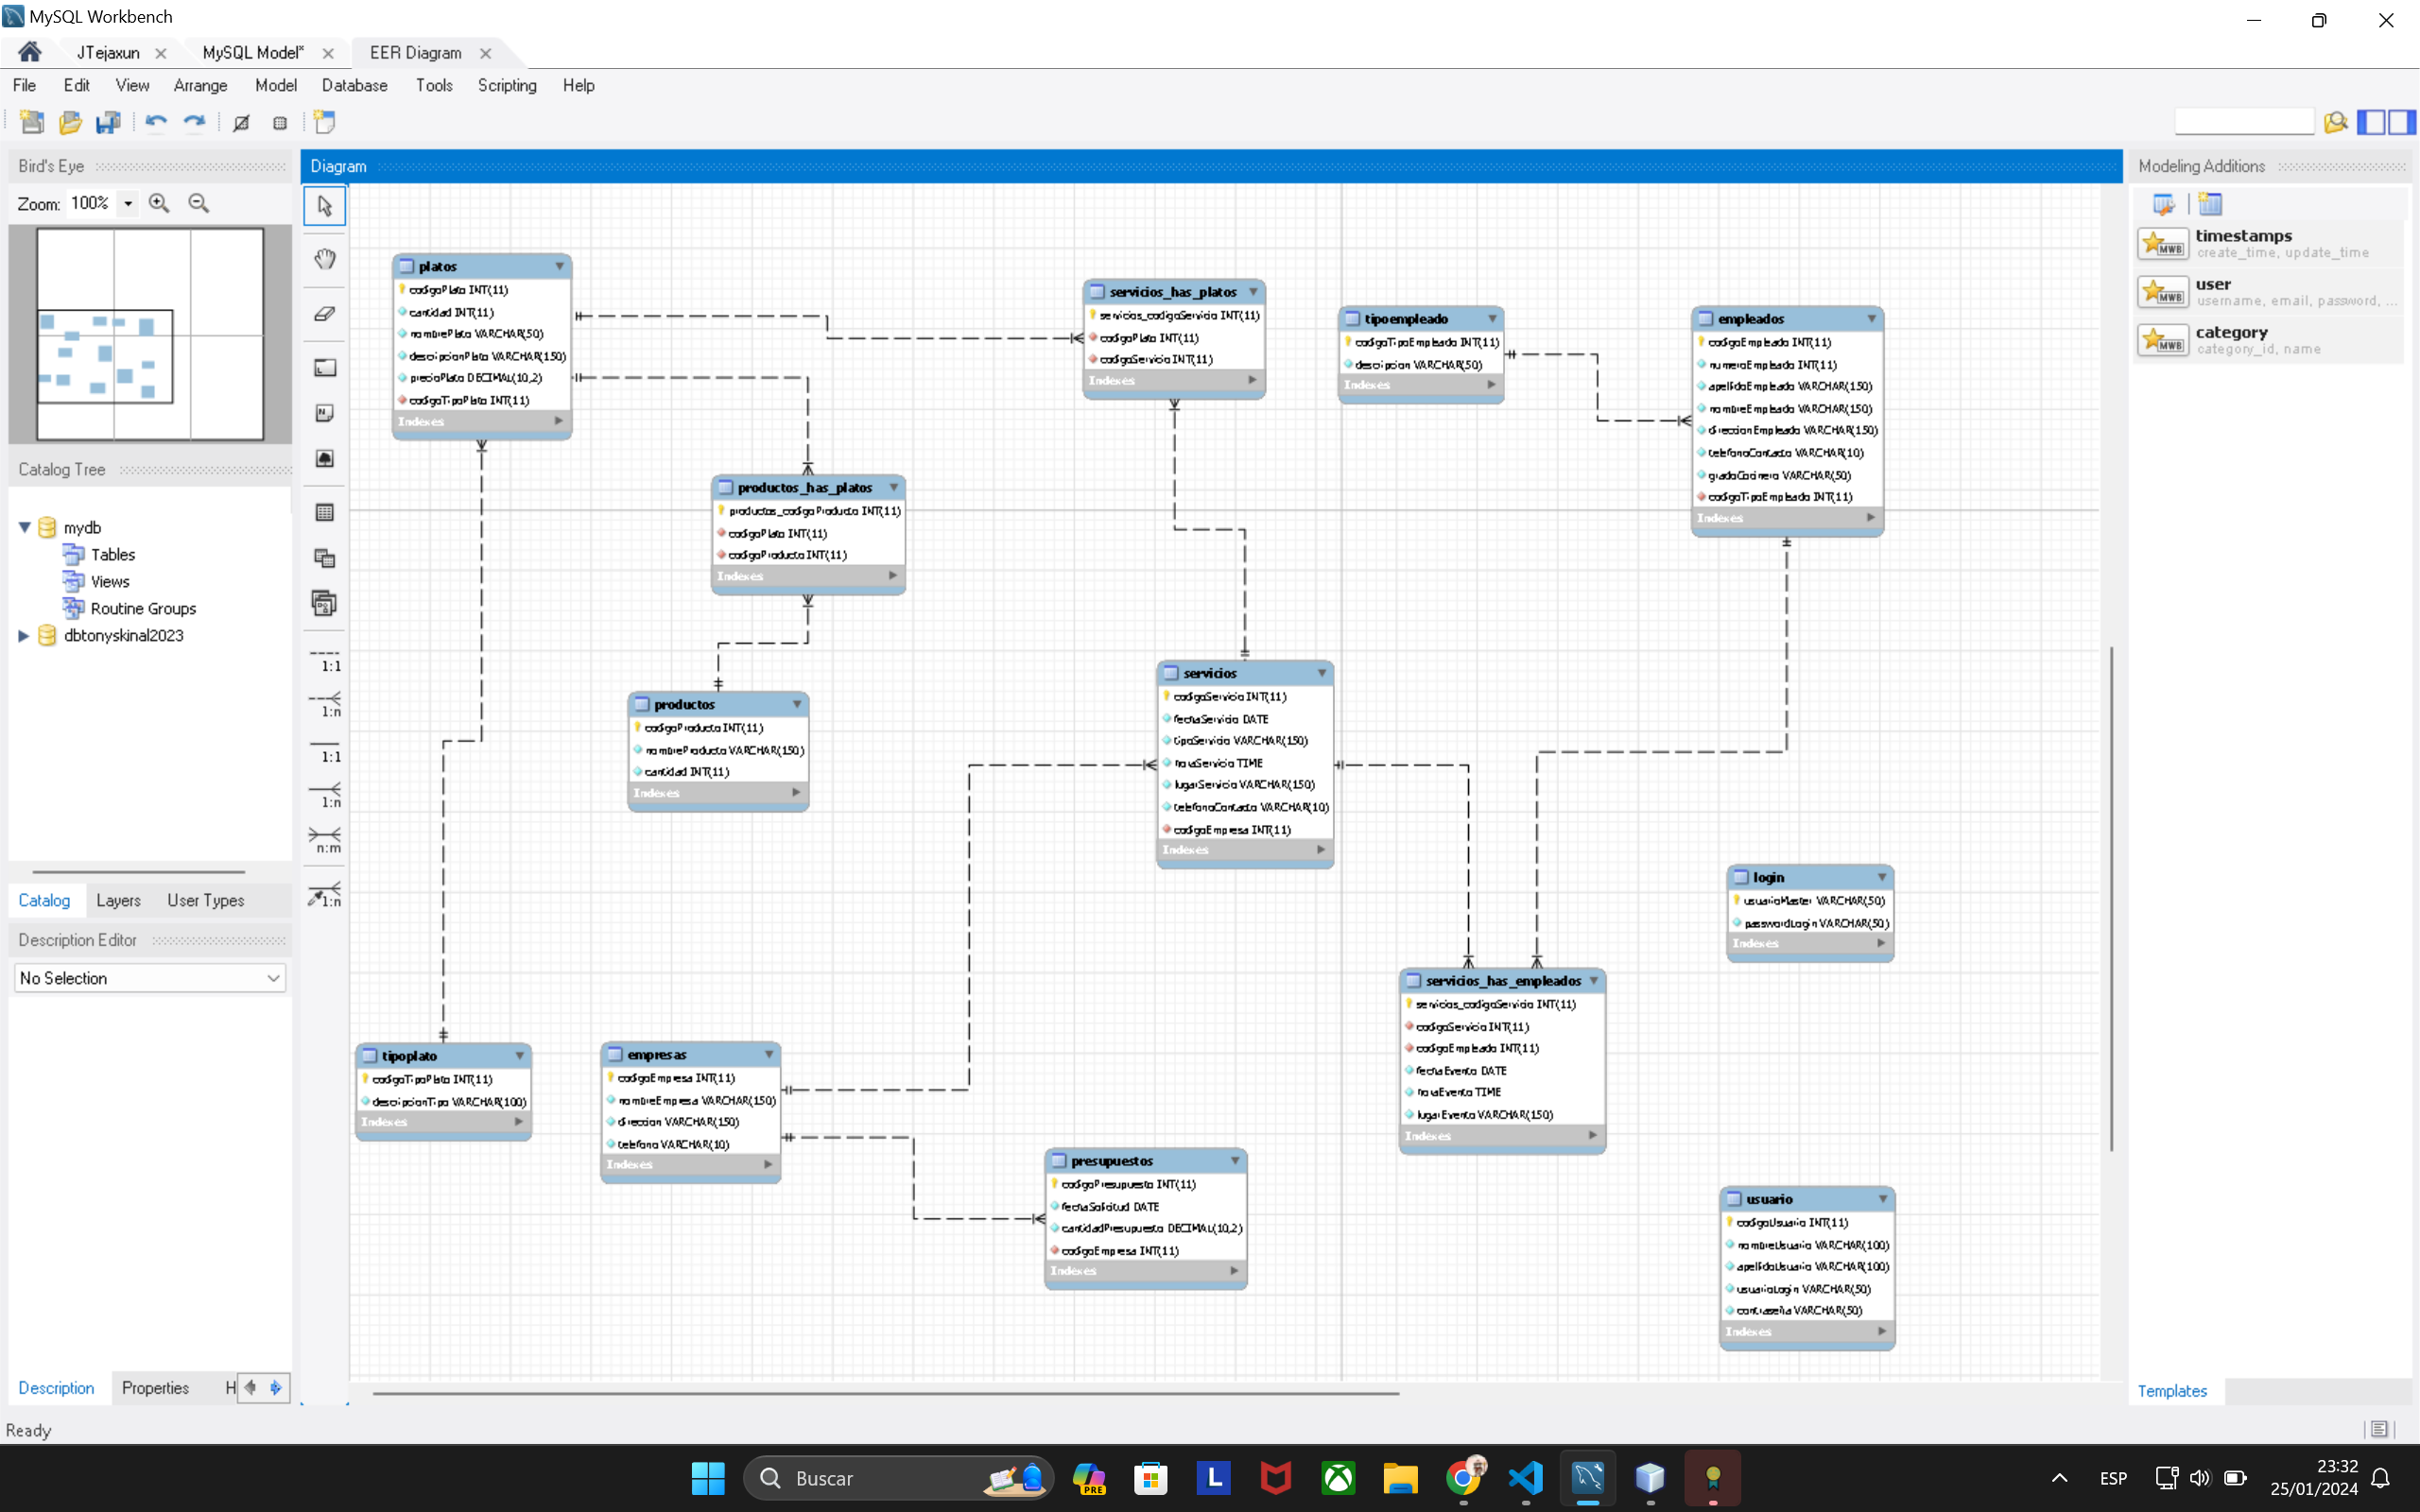 MySQL Workbench
JTejaxun
MySQL Model*
EER Diagram
File Edit View Arrange Model Database Tools Scripting Help
Bird's Eye
Zoom: 100%
Catalog Tree
mydb
Tables
Views
Routine Groups
dbtonyskinal2023
Catalog Layers User Types
Description Editor
No Selection
Description Properties H
Ready
Diagram
1:1
1:n
1:1
1:n
n:m
1:n
platos
codigoPlato INT(11)
cantidad INT(11)
nombrePlato VARCHAR(50)
descripcionPlato VARCHAR(150)
precioPlato DECIMAL(10,2)
codigoTipoPlato INT(11)
Indexes
servicios_has_platos
servicios_codigoServicio INT(11)
codigoPlato INT(11)
codigoServicio INT(11)
Indexes
tipoempleado
codigoTipoEmpleado INT(11)
descripcion VARCHAR(50)
Indexes
empleados
codigoEmpleado INT(11)
numeroEmpleado INT(11)
apellidoEmpleado VARCHAR(150)
nombreEmpleado VARCHAR(150)
direccionEmpleado VARCHAR(150)
telefonoContacto VARCHAR(10)
gradoCocinero VARCHAR(50)
codigoTipoEmpleado INT(11)
Indexes
productos_has_platos
productos_codigoProducto INT(11)
codigoPlato INT(11)
codigoProducto INT(11)
Indexes
productos
codigoProducto INT(11)
nombreProducto VARCHAR(150)
cantidad INT(11)
Indexes
servicios
codigoServicio INT(11)
fechaServicio DATE
tipoServicio VARCHAR(150)
horaServicio TIME
lugarServicio VARCHAR(150)
telefonoContacto VARCHAR(10)
codigoEmpresa INT(11)
Indexes
login
usuarioMaster VARCHAR(50)
passwordLogin VARCHAR(50)
Indexes
servicios_has_empleados
servicios_codigoServicio INT(11)
codigoServicio INT(11)
codigoEmpleado INT(11)
fechaEvento DATE
horaEvento TIME
lugarEvento VARCHAR(150)
Indexes
tipoplato
codigoTipoPlato INT(11)
descripcionTipo VARCHAR(100)
Indexes
empresas
codigoEmpresa INT(11)
nombreEmpresa VARCHAR(150)
direccion VARCHAR(150)
telefono VARCHAR(10)
Indexes
presupuestos
codigoPresupuesto INT(11)
fechaSolicitud DATE
cantidadPresupuesto DECIMAL(10,2)
codigoEmpresa INT(11)
Indexes
usuario
codigoUsuario INT(11)
nombreUsuario VARCHAR(100)
apellidoUsuario VARCHAR(100)
usuarioLogin VARCHAR(50)
contraseña VARCHAR(50)
Indexes
Modeling Additions
MWB
timestamps
create_time, update_time
MWB
user
username, email, password, ...
MWB
category
category_id, name
Templates
Buscar
PRE
L
ESP
23:32
25/01/2024